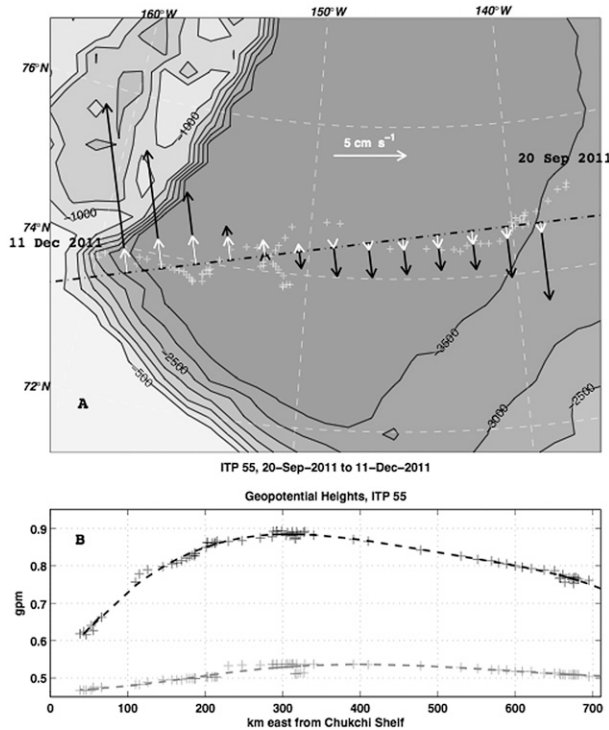 160°W
150°W
140°W
76°N
-1000
5 cm s⁻¹
20 Sep 2011
-1000
74°N
11 Dec 2011
-2500
-3500
72°N
-500
A
-3000
-2500
ITP 55, 20-Sep-2011 to 11-Dec-2011
Geopotential Heights, ITP 55
B
0.9
0.8
0.7
0.6
0.5
gpm
0 100 200 300 400 500 600 700
km east from Chukchi Shelf